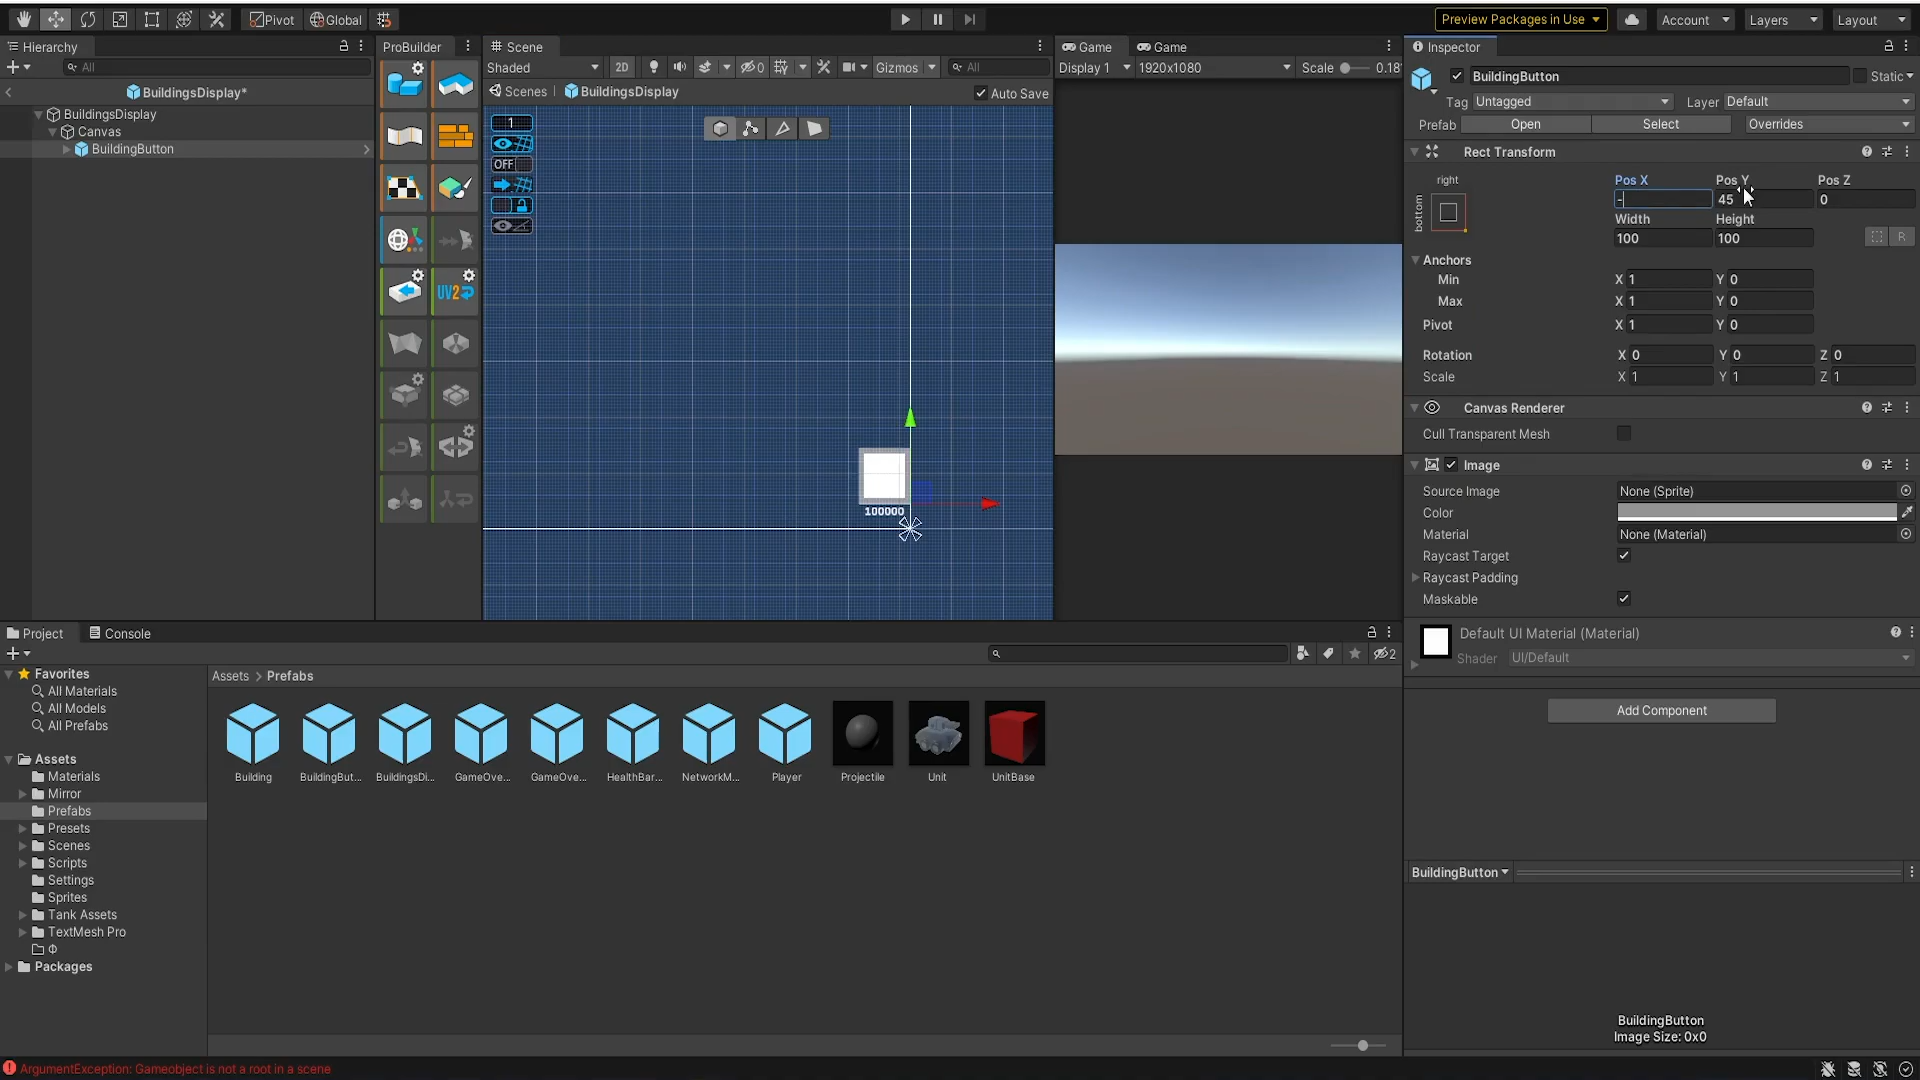 Pivot
Global
Preview Packages in Use
Account
Layers
Layout
Hierarchy
All
BuildingsDisplay*
BuildingsDisplay
Canvas
BuildingButton
ProBuilder
UV2
Scene
Shaded
2D
0
Gizmos
All
Scenes
BuildingsDisplay
Auto Save
1
OFF
100000
Game
Game
Display 1
1920x1080
Scale
0.18
Inspector
BuildingButton
Static
Tag
Untagged
Layer
Default
Prefab
Open
Select
Overrides
Rect Transform
right
bottom
Pos X
Pos Y
Pos Z
-
45
0
Width
Height
100
100
R
Anchors
Min
X 1
Y 0
Max
X 1
Y 0
Pivot
X 1
Y 0
Rotation
X 0
Y 0
Z 0
Scale
X 1
Y 1
Z 1
Canvas Renderer
Cull Transparent Mesh
Image
Source Image
None (Sprite)
Color
Material
None (Material)
Raycast Target
Raycast Padding
Maskable
Default UI Material (Material)
Shader
UI/Default
Add Component
BuildingButton
BuildingButton
Image Size: 0x0
Project
Console
2
Favorites
All Materials
All Models
All Prefabs
Assets
Materials
Mirror
Prefabs
Presets
Scenes
Scripts
Settings
Sprites
Tank Assets
TextMesh Pro
Ф
Packages
Assets > Prefabs
Building
BuildingBut...
BuildingsDi...
GameOve...
GameOve...
HealthBar...
NetworkM...
Player
Projectile
Unit
UnitBase
ArgumentException: Gameobject is not a root in a scene